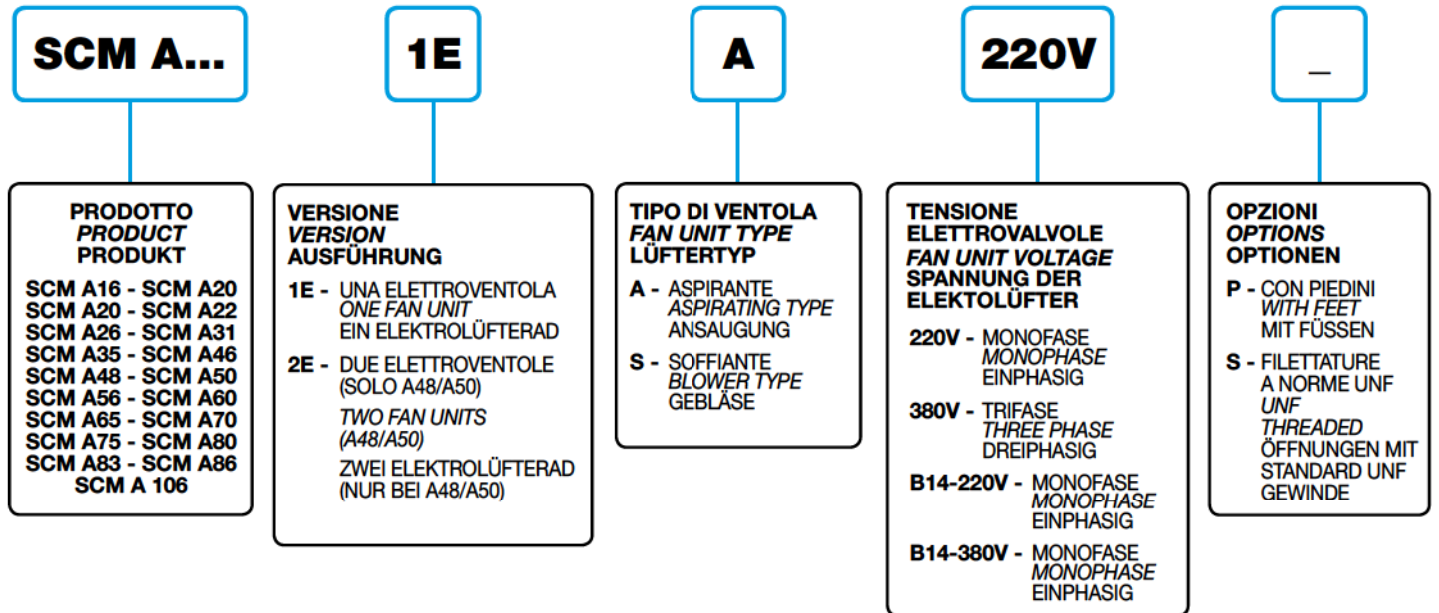 SCM A...
1E
A
220V
_
PRODOTTO
PRODUCT
PRODUKT
SCM A16 - SCM A20
SCM A20 - SCM A22
SCM A26 - SCM A31
SCM A35 - SCM A46
SCM A48 - SCM A50
SCM A56 - SCM A60
SCM A65 - SCM A70
SCM A75 - SCM A80
SCM A83 - SCM A86
SCM A 106
VERSIONE
VERSION
AUSFÜHRUNG
1E - UNA ELETTROVENTOLA
ONE FAN UNIT
EIN ELEKTROLÜFTERAD
2E - DUE ELETTROVENTOLE
(SOLO A48/A50)
TWO FAN UNITS
(A48/A50)
ZWEI ELEKTROLÜFTERAD
(NUR BEI A48/A50)
TIPO DI VENTOLA
FAN UNIT TYPE
LÜFTERTYP
A - ASPIRANTE
ASPIRATING TYPE
ANSAUGUNG
S - SOFFIANTE
BLOWER TYPE
GEBLÄSE
TENSIONE
ELETTROVALVOLE
FAN UNIT VOLTAGE
SPANNUNG DER
ELEKTOLÜFTER
220V - MONOFASE
MONOPHASE
EINPHASIG
380V - TRIFASE
THREE PHASE
DREIPHASIG
B14-220V - MONOFASE
MONOPHASE
EINPHASIG
B14-380V - MONOFASE
MONOPHASE
EINPHASIG
OPZIONI
OPTIONS
OPTIONEN
P - CON PIEDINI
WITH FEET
MIT FÜSSEN
S - FILETTATURE
A NORME UNF
UNF
THREADED
ÖFFNUNGEN MIT
STANDARD UNF
GEWINDE